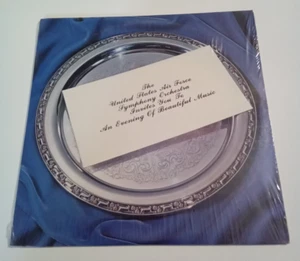 The
United States Air Force
Symphony Orchestra
Invites You To
An Evening Of Beautiful Music